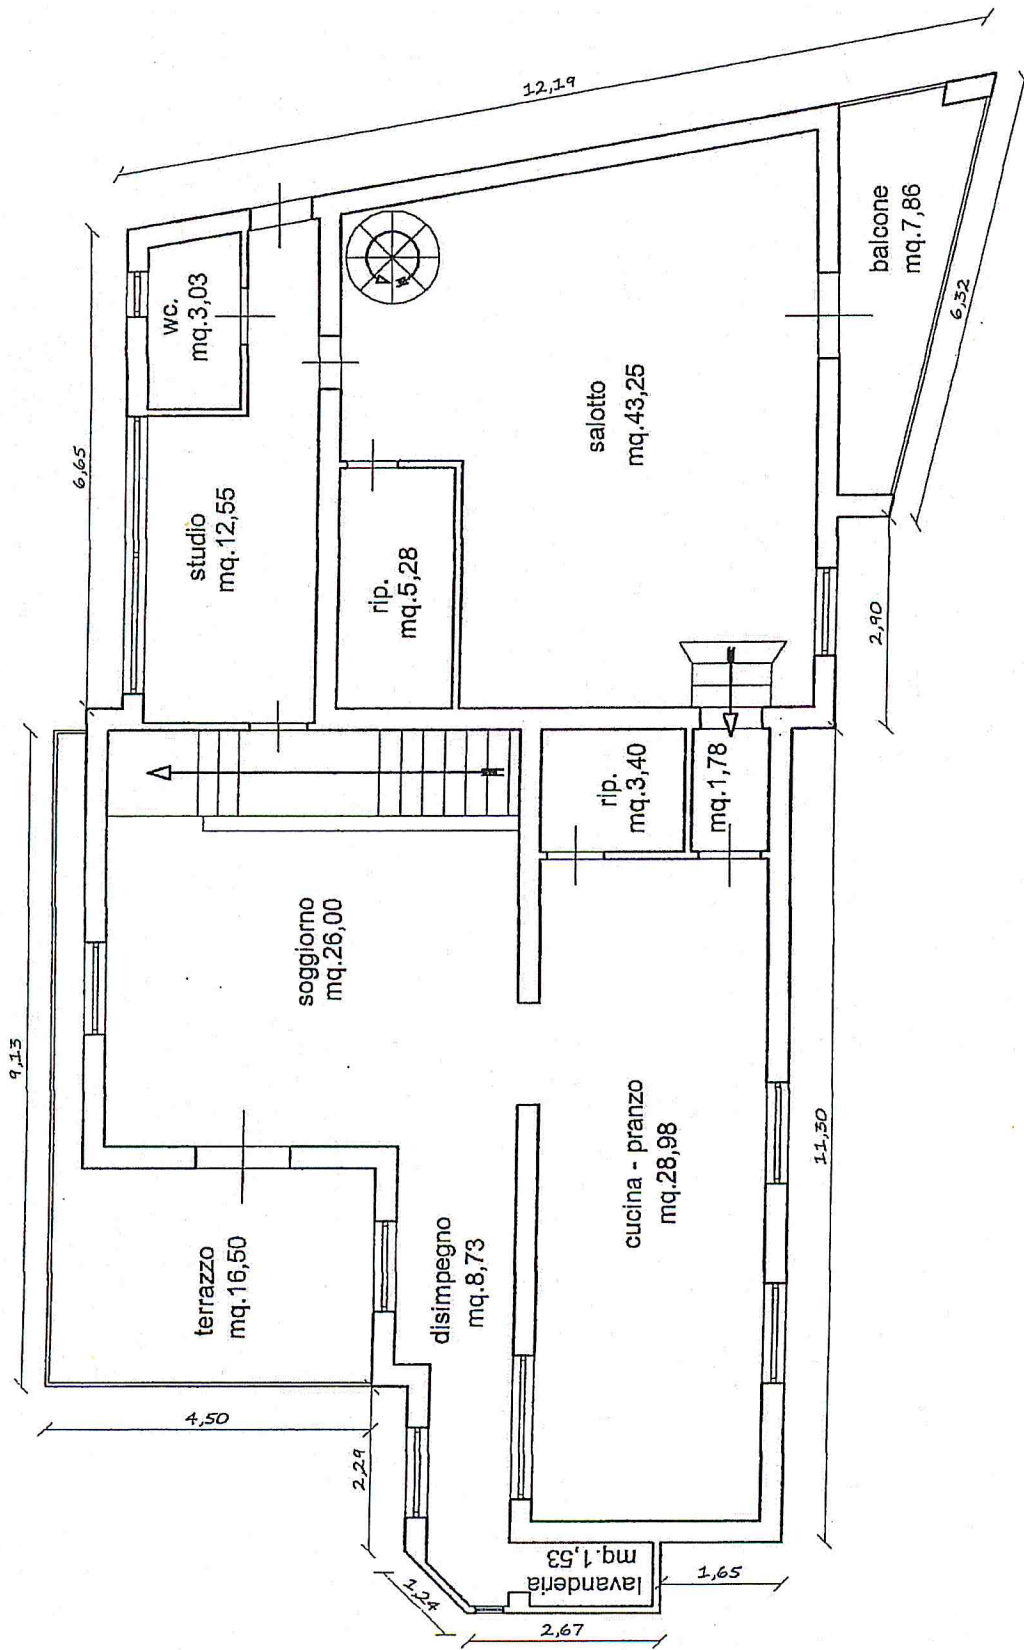 12,19
6,65
wc.
mq.3,03
balcone
mq.7,86
6,32
studio
mq.12,55
salotto
mq.43,25
rip.
mq.5,28
2,90
9,13
rip.
mq.3,40
mq.1,78
soggiorno
mq.26,00
cucina - pranzo
mq.28,98
11,30
terrazzo
mq.16,50
disimpegno
mq.8,73
4,50
2,29
1,24
lavanderia
mq.1,53
1,65
2,67